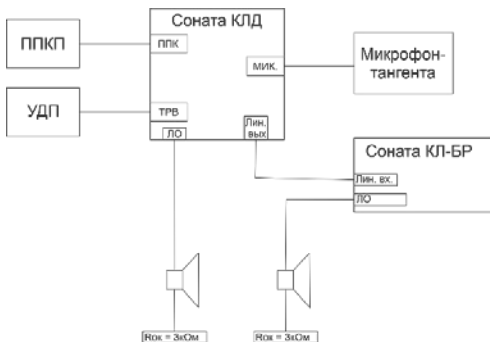 Соната КЛД
ППКП
ППК
МИК.
Микрофон-
тангента
УДП
ТРВ
ЛО
Лин.
вых
Соната КЛ-БР
Лин. вх.
ЛО
Rок = 3кОм
Rок = 3кОм